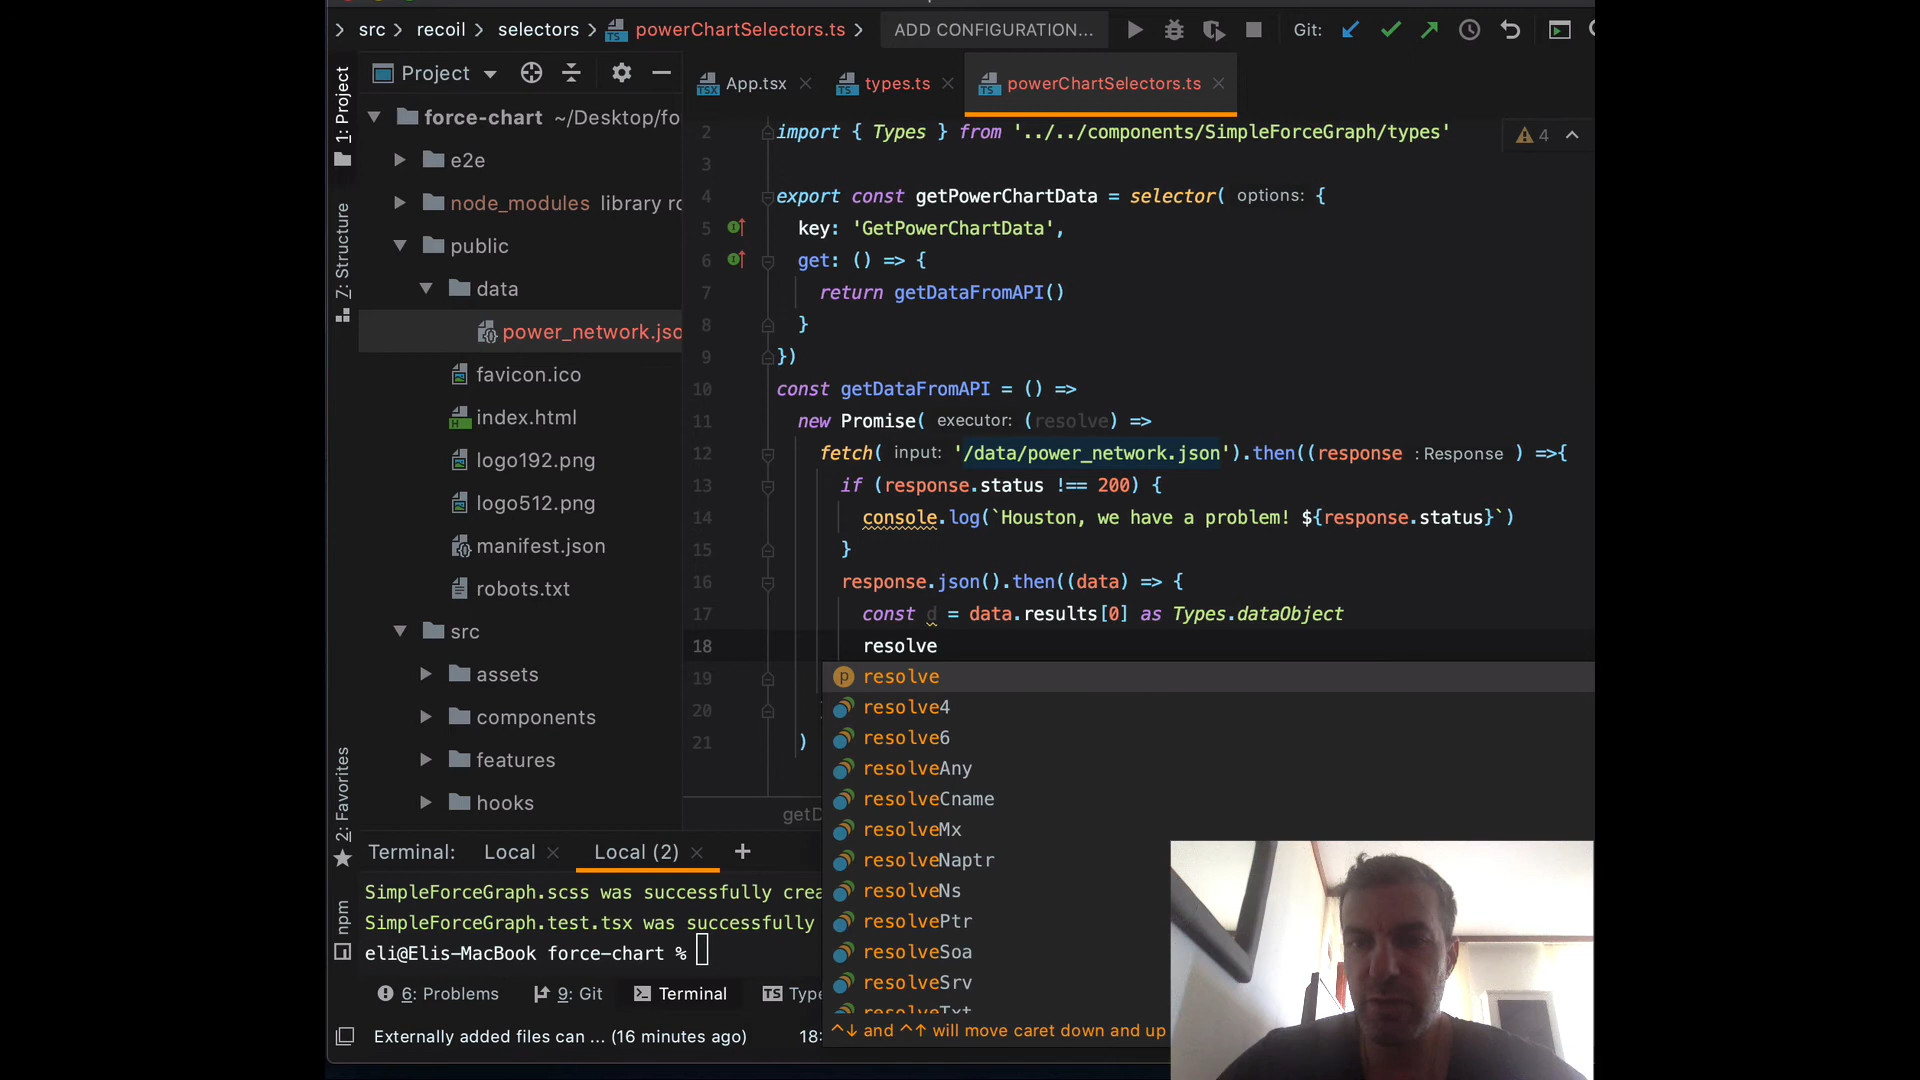 src
recoil
selectors
powerChartSelectors.ts
ADD CONFIGURATION...
Git:
1: Project
Z: Structure
2: Favorites
npm
Project
force-chart ~/Desktop/fo
e2e
node_modules library ro
public
data
power_network.jso
favicon.ico
index.html
logo192.png
logo512.png
manifest.json
robots.txt
src
assets
components
features
hooks
App.tsx
types.ts
powerChartSelectors.ts
4
2 import { Types } from '../../components/SimpleForceGraph/types'
3
4 export const getPowerChartData = selector( options: {
5 key: 'GetPowerChartData',
6 get: () => {
7 return getDataFromAPI()
8 }
9 })
10 const getDataFromAPI = () =>
11 new Promise( executor: (resolve) =>
12 fetch( input: '/data/power_network.json').then((response :Response ) =>{
13 if (response.status !== 200) {
14 console.log(`Houston, we have a problem! ${response.status}`)
15 }
16 response.json().then((data) => {
17 const d = data.results[0] as Types.dataObject
18 resolve
19
20
21 )
resolve
resolve4
resolve6
resolveAny
resolveCname
resolveMx
resolveNaptr
resolveNs
resolvePtr
resolveSoa
resolveSrv
resolveTxt
^↓ and ^↑ will move caret down and up
getD
Terminal: Local Local (2) +
SimpleForceGraph.scss was successfully crea
SimpleForceGraph.test.tsx was successfully
eli@Elis-MacBook force-chart %
6: Problems 9: Git Terminal Type
Externally added files can ... (16 minutes ago) 18: